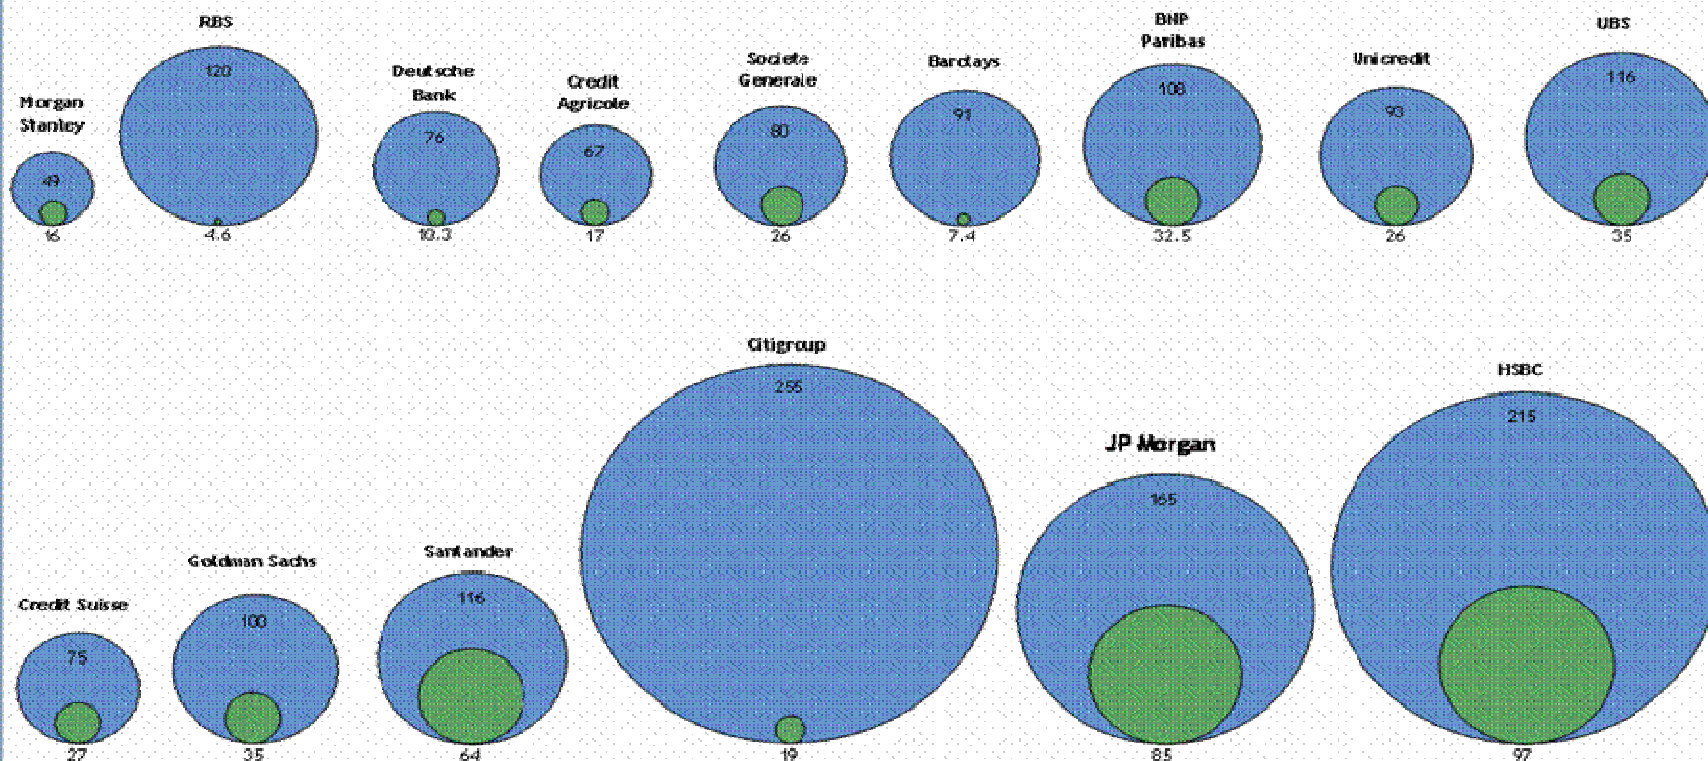 RBS
120
4.6
Morgan
Stanley
49
16
Deutsche
Bank
76
10.3
Credit
Agricole
67
17
Societe
Generale
80
26
Barclays
91
7.4
BNP
Paribas
108
32.5
Unicredit
93
26
UBS
116
35
Credit Suisse
75
27
Goldman Sachs
100
35
Santander
116
64
Citigroup
255
19
JP Morgan
165
85
HSBC
215
97